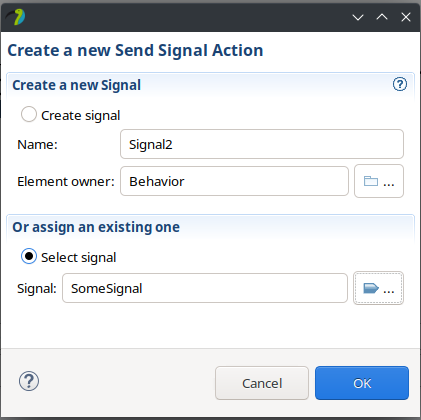 Create a new Send Signal Action
Create a new Signal
Create signal
Name: Signal2
Element owner: Behavior ...
Or assign an existing one
Select signal
Signal: SomeSignal ...
Cancel OK